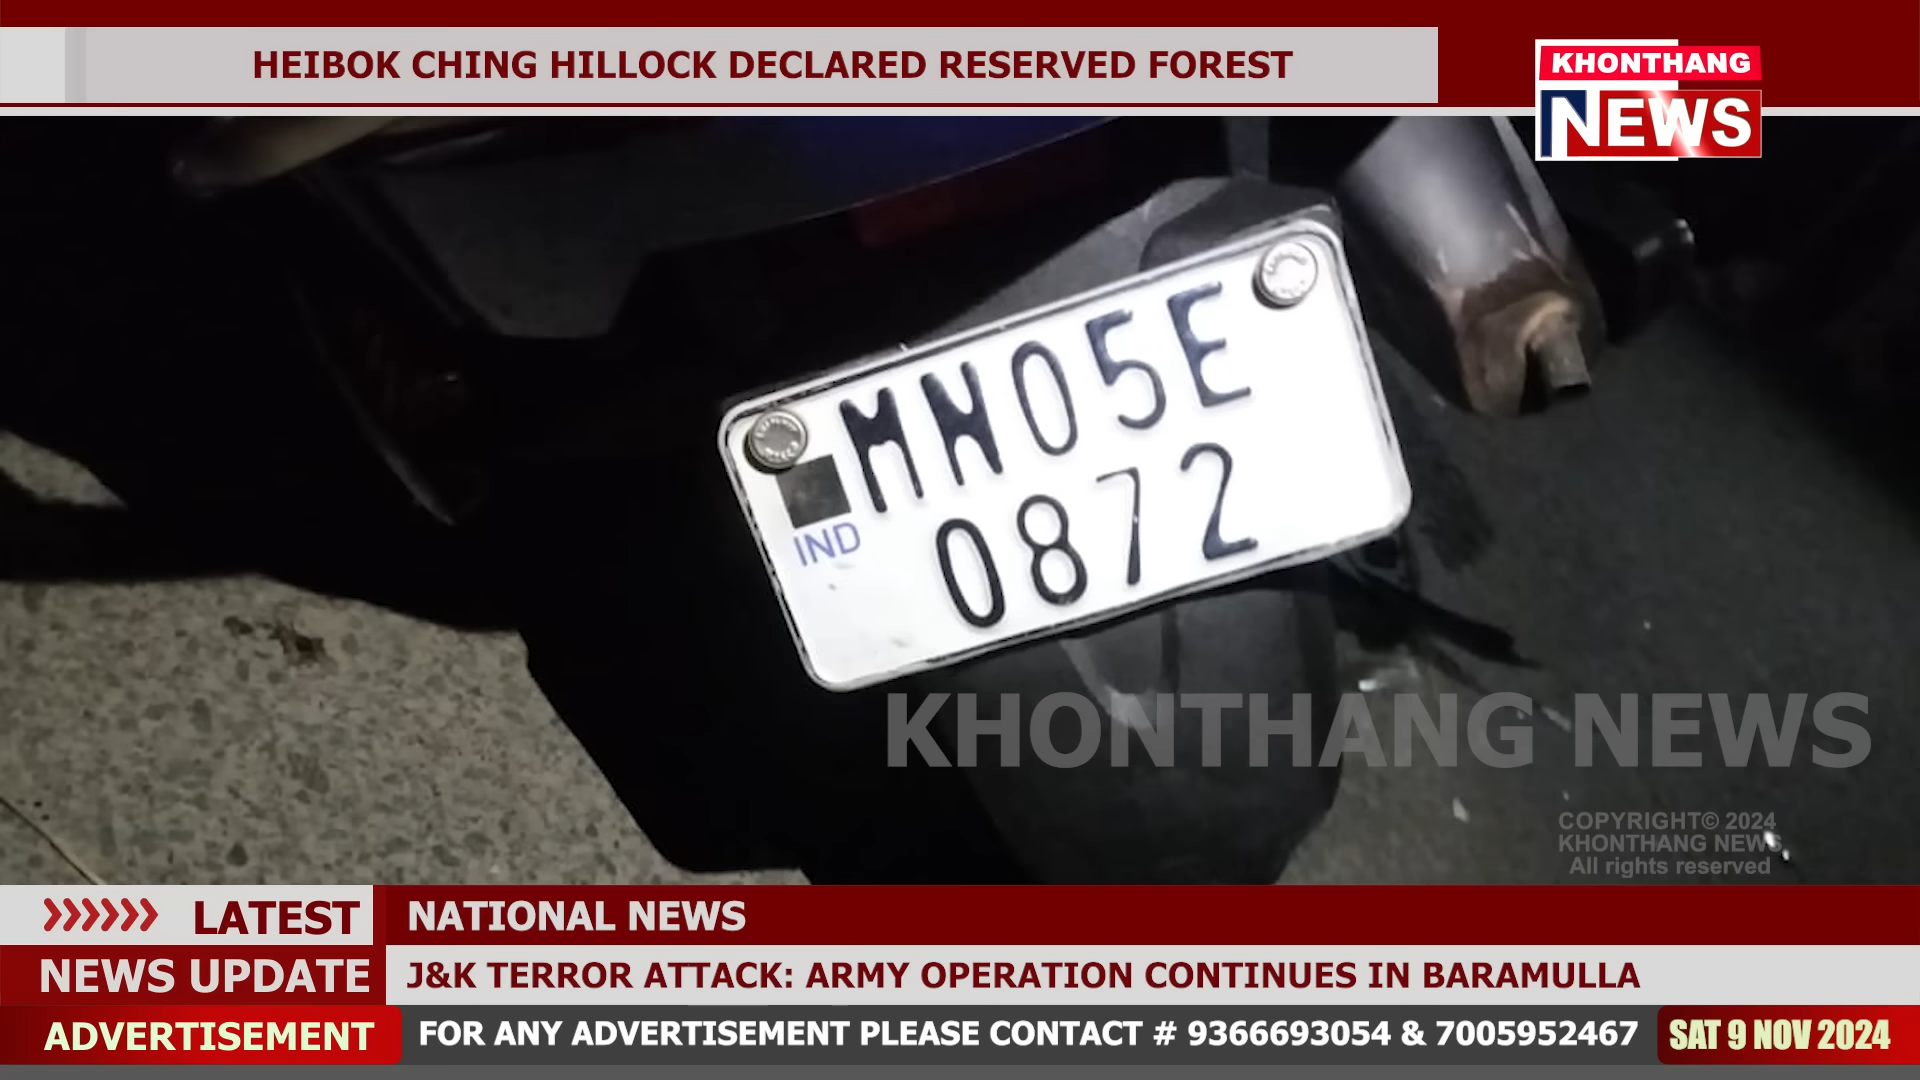 HEIBOK CHING HILLOCK DECLARED RESERVED FOREST
KHONTHANG
NEWS
MN05E
0872
IND
KHONTHANG NEWS
COPYRIGHT© 2024
KHONTHANG NEWS
All rights reserved
LATEST
NEWS UPDATE
NATIONAL NEWS
J&K TERROR ATTACK: ARMY OPERATION CONTINUES IN BARAMULLA
ADVERTISEMENT
FOR ANY ADVERTISEMENT PLEASE CONTACT # 9366693054 & 7005952467
SAT 9 NOV 2024